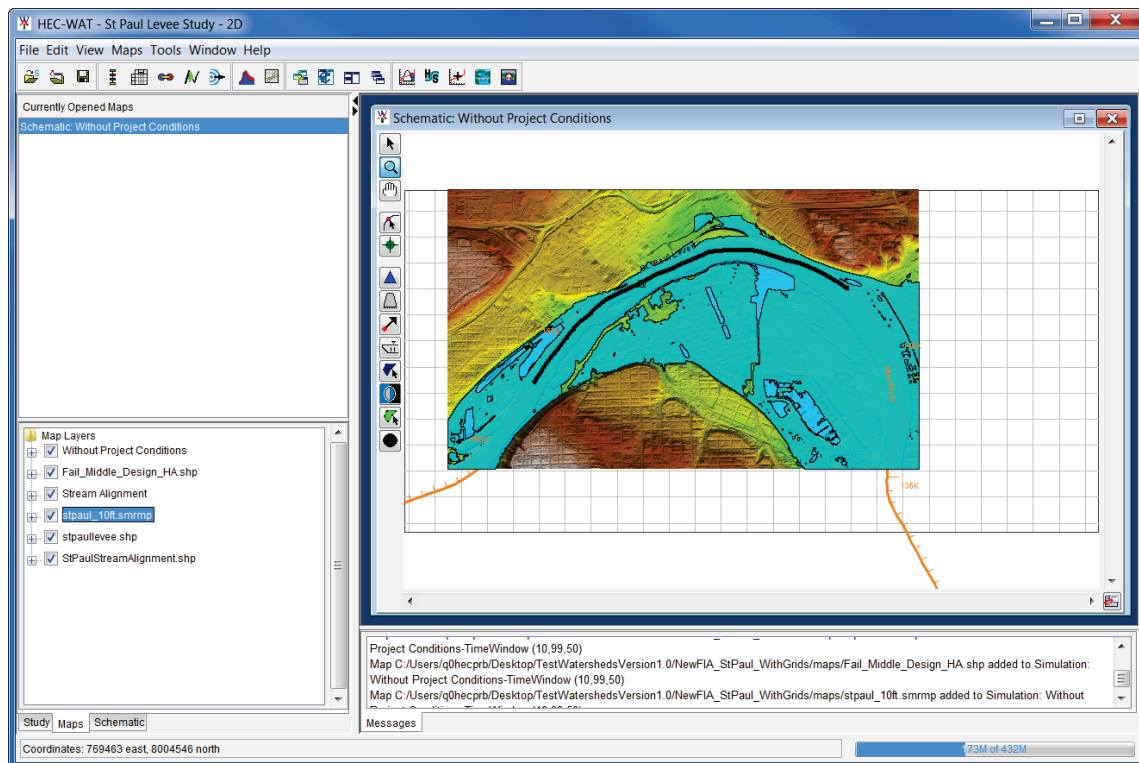 HEC-WAT - St Paul Levee Study - 2D
File Edit View Maps Tools Window Help
Currently Opened Maps
Schematic: Without Project Conditions
Map Layers
Without Project Conditions
Fail_Middle_Design_HA.shp
Stream Alignment
stpaul_10ft.smrmp
stpaullevee.shp
StPaulStreamAlignment.shp
Study Maps Schematic
Schematic: Without Project Conditions
St Paul Levee
135K
Project Conditions-TimeWindow (10,99,50)
Map C:/Users/q0hecprb/Desktop/TestWatershedsVersion1.0/NewFIA_StPaul_WithGrids/maps/Fail_Middle_Design_HA.shp added to Simulation:
Without Project Conditions-TimeWindow (10,99,50)
Map C:/Users/q0hecprb/Desktop/TestWatershedsVersion1.0/NewFIA_StPaul_WithGrids/maps/stpaul_10ft.smrmp added to Simulation: Without
Messages
Coordinates: 769463 east, 8004546 north
73M of 432M